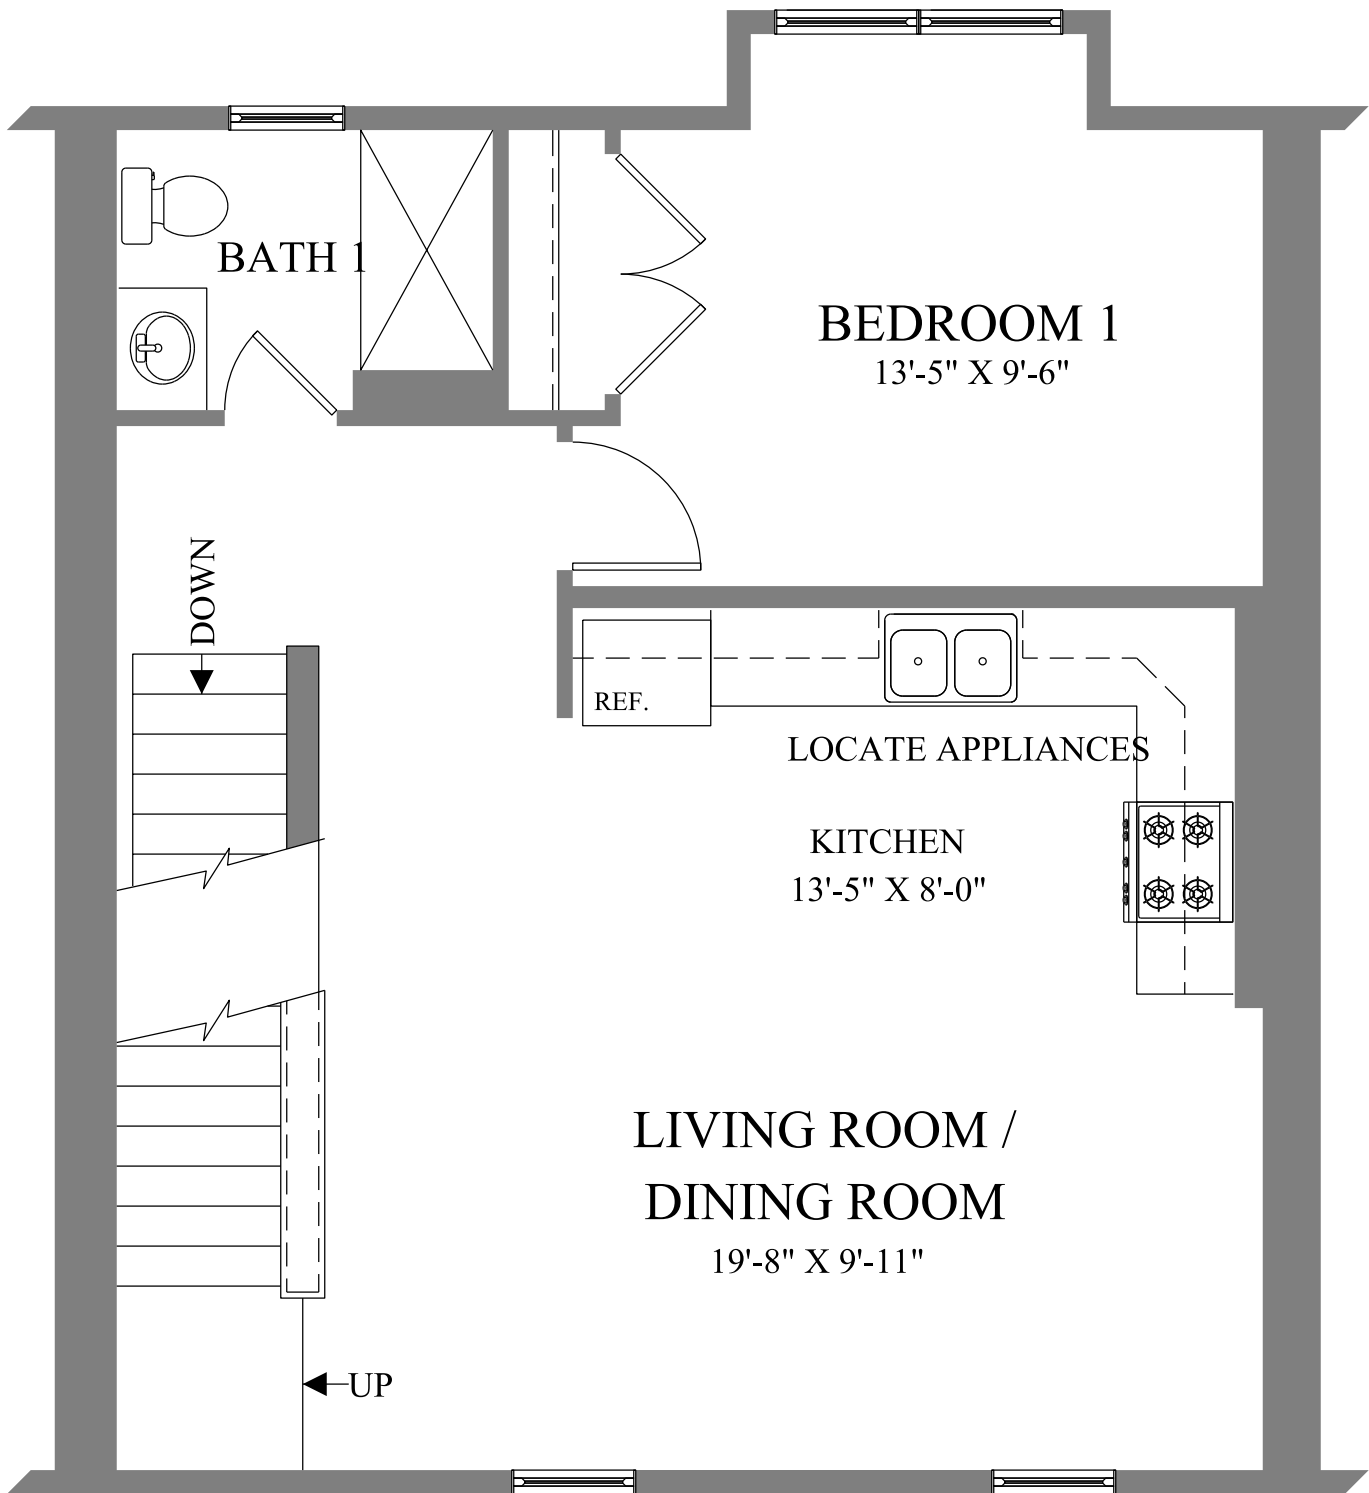 BATH 1
BEDROOM 1
13'-5" X 9'-6"
DOWN
REF.
LOCATE APPLIANCES
KITCHEN
13'-5" X 8'-0"
LIVING ROOM /
DINING ROOM
19'-8" X 9'-11"
UP